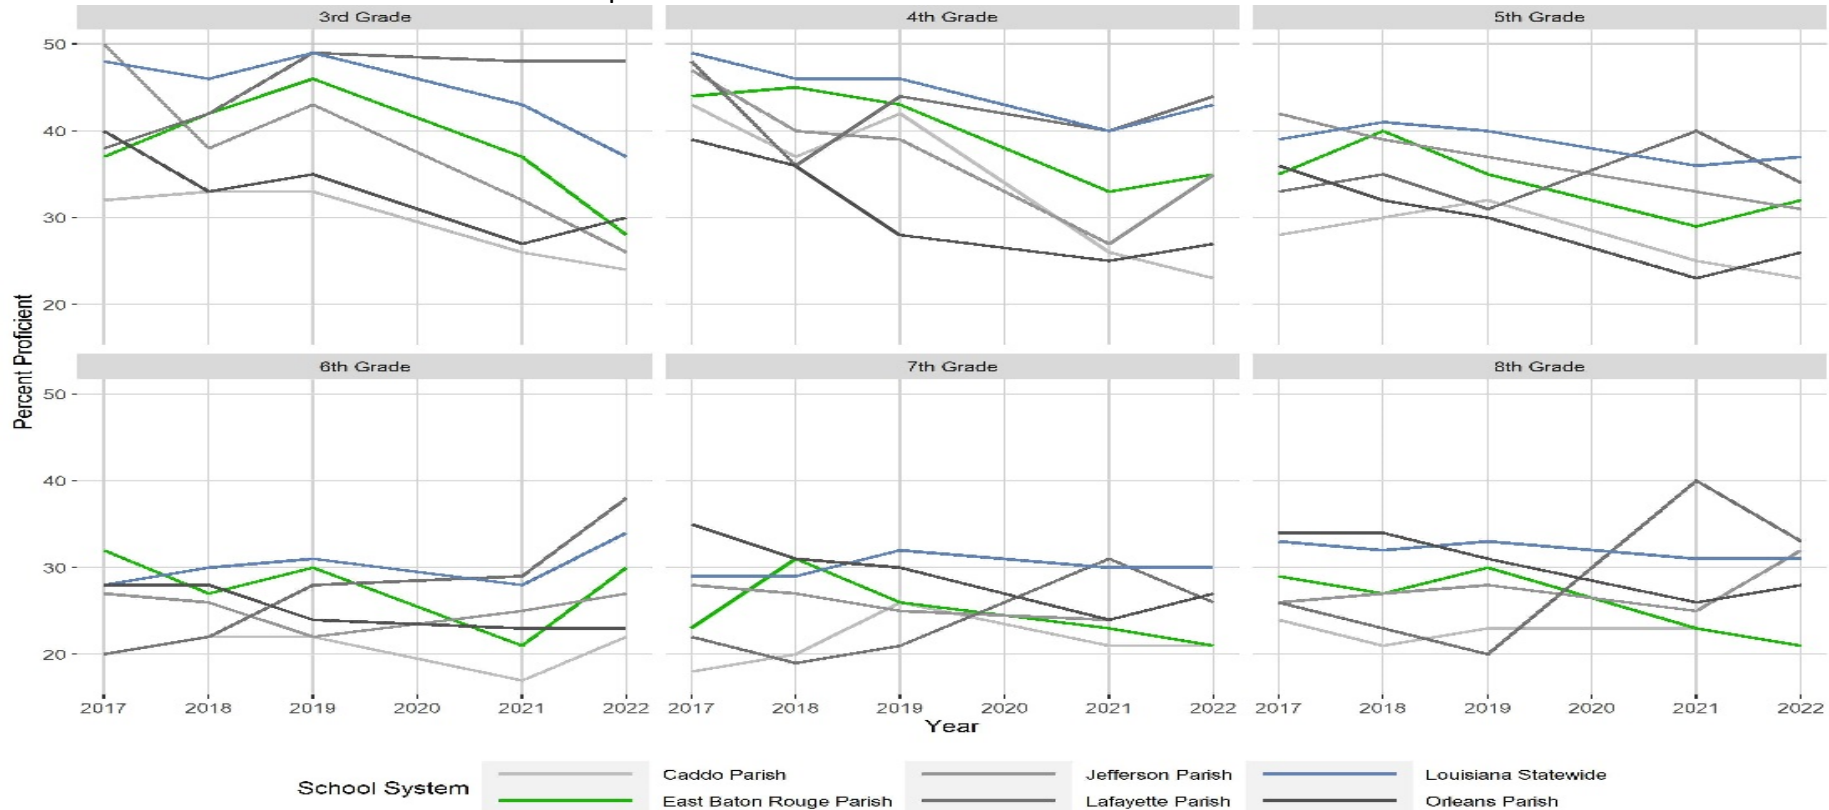 3rd Grade 4th Grade 5th Grade
50
40
30
20
Percent Proficient
6th Grade 7th Grade 8th Grade
50
40
30
20
2017 2018 2019 2020 2021 2022 2017 2018 2019 2020 2021 2022 2017 2018 2019 2020 2021 2022
Year
School System
Caddo Parish Jefferson Parish Louisiana Statewide
East Baton Rouge Parish Lafayette Parish Orleans Parish